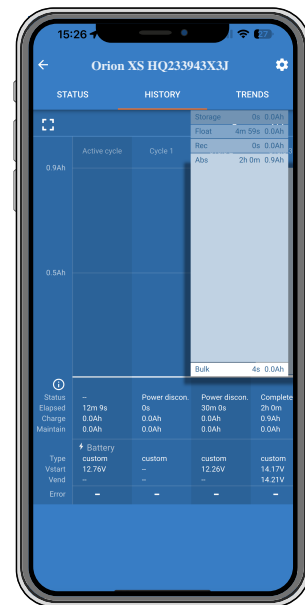 15:26 27
Orion XS HQ233943X3J
STATUS HISTORY TRENDS
Storage 0s 0.0Ah
Float 4m 59s 0.0Ah
Rec 0s 0.0Ah
Active cycle Cycle 1 Abs 2h 0m 0.9Ah
0.9Ah
0.5Ah
Bulk 4s 0.0Ah
Status – Power discon. Power discon. Complete
Elapsed 12m 9s 0s 30m 0s 2h 0m
Charge 0.0Ah 0.0Ah 0.0Ah 0.9Ah
Maintain 0.0Ah 0.0Ah 0.0Ah 0.0Ah
Battery
Type custom custom custom custom
Vstart 12.76V – 12.26V 14.17V
Vend – – – 14.21V
Error – – – –